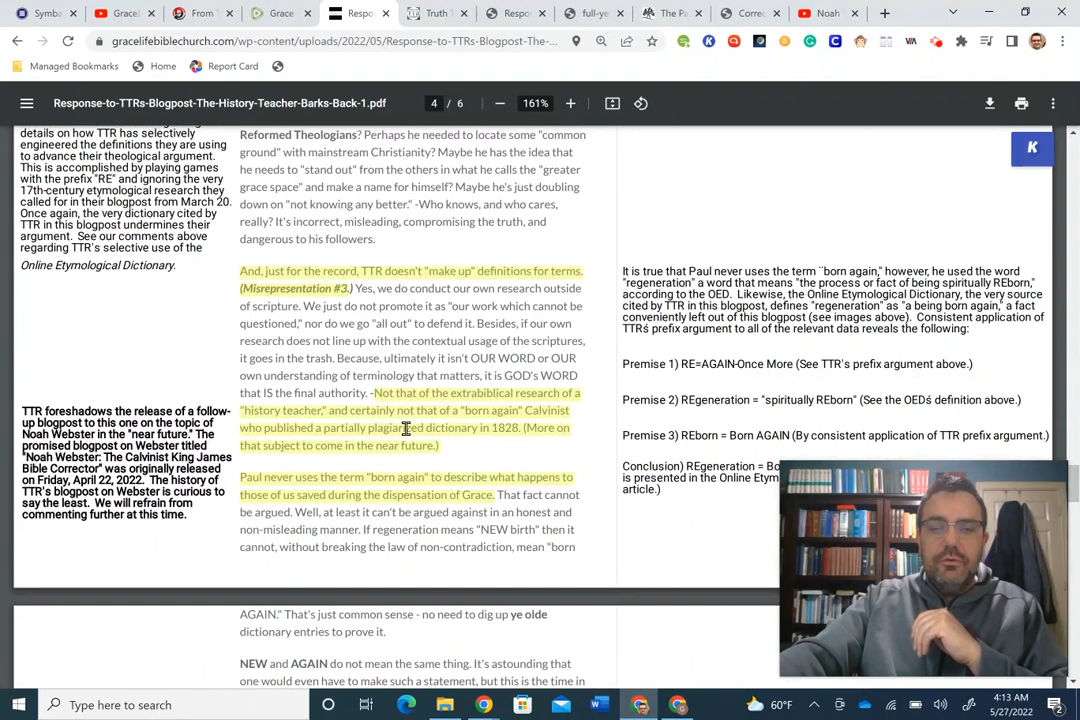 Symba
GraceL
From T
Grace
Respo
Truth T
Respo
full-ye
The Pa
Correc
Noah
gracelifebiblechurch.com/wp-content/uploads/2022/05/Response-to-TTRs-Blogpost-The-...
Managed Bookmarks
Home
Report Card
Response-to-TTRs-Blogpost-The-History-Teacher-Barks-Back-1.pdf
4 / 6
161%
details on how TTR has selectively
engineered the definitions they are using
to advance their theological argument.
This is accomplished by playing games
with the prefix "RE" and ignoring the very
17th-century etymological research they
called for in their blogpost from March 20.
Once again, the very dictionary cited by
TTR in this blogpost undermines their
argument. See our comments above
regarding TTR's selective use of the
Online Etymological Dictionary.
TTR foreshadows the release of a follow-
up blogpost to this one on the topic of
Noah Webster in the "near future." The
promised blogpost on Webster titled
"Noah Webster: The Calvinist King James
Bible Corrector" was originally released
on Friday, April 22, 2022. The history of
TTR's blogpost on Webster is curious to
say the least. We will refrain from
commenting further at this time.
Reformed Theologians? Perhaps he needed to locate some "common
ground" with mainstream Christianity? Maybe he has the idea that
he needs to "stand out" from the others in what he calls the "greater
grace space" and make a name for himself? Maybe he's just doubling
down on "not knowing any better." -Who knows, and who cares,
really? It's incorrect, misleading, compromising the truth, and
dangerous to his followers.
And, just for the record, TTR doesn't "make up" definitions for terms.
(Misrepresentation #3.) Yes, we do conduct our own research outside
of scripture. We just do not promote it as "our work which cannot be
questioned," nor do we go "all out" to defend it. Besides, if our own
research does not line up with the contextual usage of the scriptures,
it goes in the trash. Because, ultimately it isn't OUR WORD or OUR
own understanding of terminology that matters, it is GOD's WORD
that IS the final authority. -Not that of the extrabiblical research of a
"history teacher," and certainly not that of a "born again" Calvinist
who published a partially plagiarized dictionary in 1828. (More on
that subject to come in the near future.)
Paul never uses the term "born again" to describe what happens to
those of us saved during the dispensation of Grace. That fact cannot
be argued. Well, at least it can't be argued against in an honest and
non-misleading manner. If regeneration means "NEW birth" then it
cannot, without breaking the law of non-contradiction, mean "born
AGAIN." That's just common sense - no need to dig up ye olde
dictionary entries to prove it.
NEW and AGAIN do not mean the same thing. It's astounding that
one would even have to make such a statement, but this is the time in
K
It is true that Paul never uses the term ¨born again," however, he used the word
"regeneration" a word that means "the process or fact of being spiritually REborn,"
according to the OED. Likewise, the Online Etymological Dictionary, the very source
cited by TTR in this blogpost, defines "regeneration" as "a being born again," a fact
conveniently left out of this blogpost (see images above). Consistent application of
TTRś prefix argument to all of the relevant data reveals the following:
Premise 1) RE=AGAIN-Once More (See TTR's prefix argument above.)
Premise 2) REgeneration = "spiritually REborn" (See the OEDś definition above.)
Premise 3) REborn = Born AGAIN (By consistent application of TTR prefix argument.)
Conclusion) REgeneration = Bo
is presented in the Online Ety
article.)
Type here to search
60°F
4:13 AM
5/27/2022
2